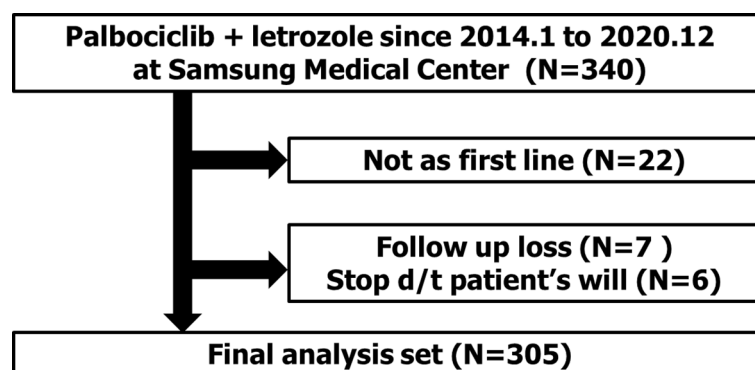 Palbociclib + letrozole since 2014.1 to 2020.12
at Samsung Medical Center (N=340)
Not as first line (N=22)
Follow up loss (N=7 )
Stop d/t patient's will (N=6)
Final analysis set (N=305)